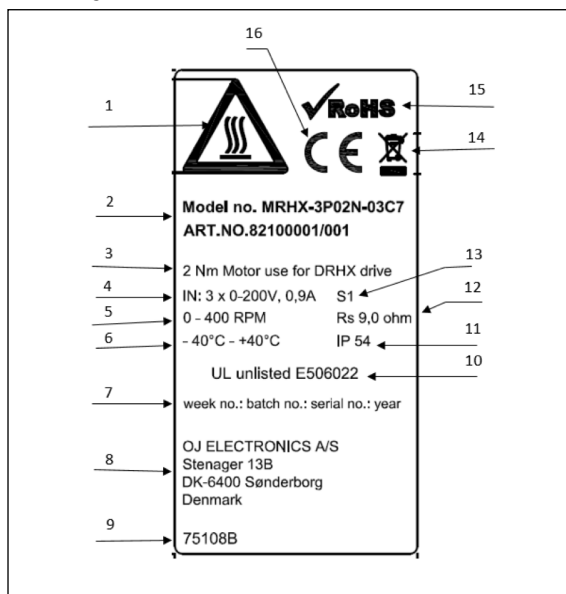 16
15
RoHS
1
14
CE
2
Model no. MRHX-3P02N-03C7
ART.NO.82100001/001
3
2 Nm Motor use for DRHX drive
13
4
IN: 3 x 0-200V, 0,9A S1
12
5
0 - 400 RPM Rs 9,0 ohm
11
6
- 40°C - +40°C IP 54
10
UL unlisted E506022
7
week no.: batch no.: serial no.: year
OJ ELECTRONICS A/S
8
Stenager 13B
DK-6400 Sønderborg
Denmark
9
75108B